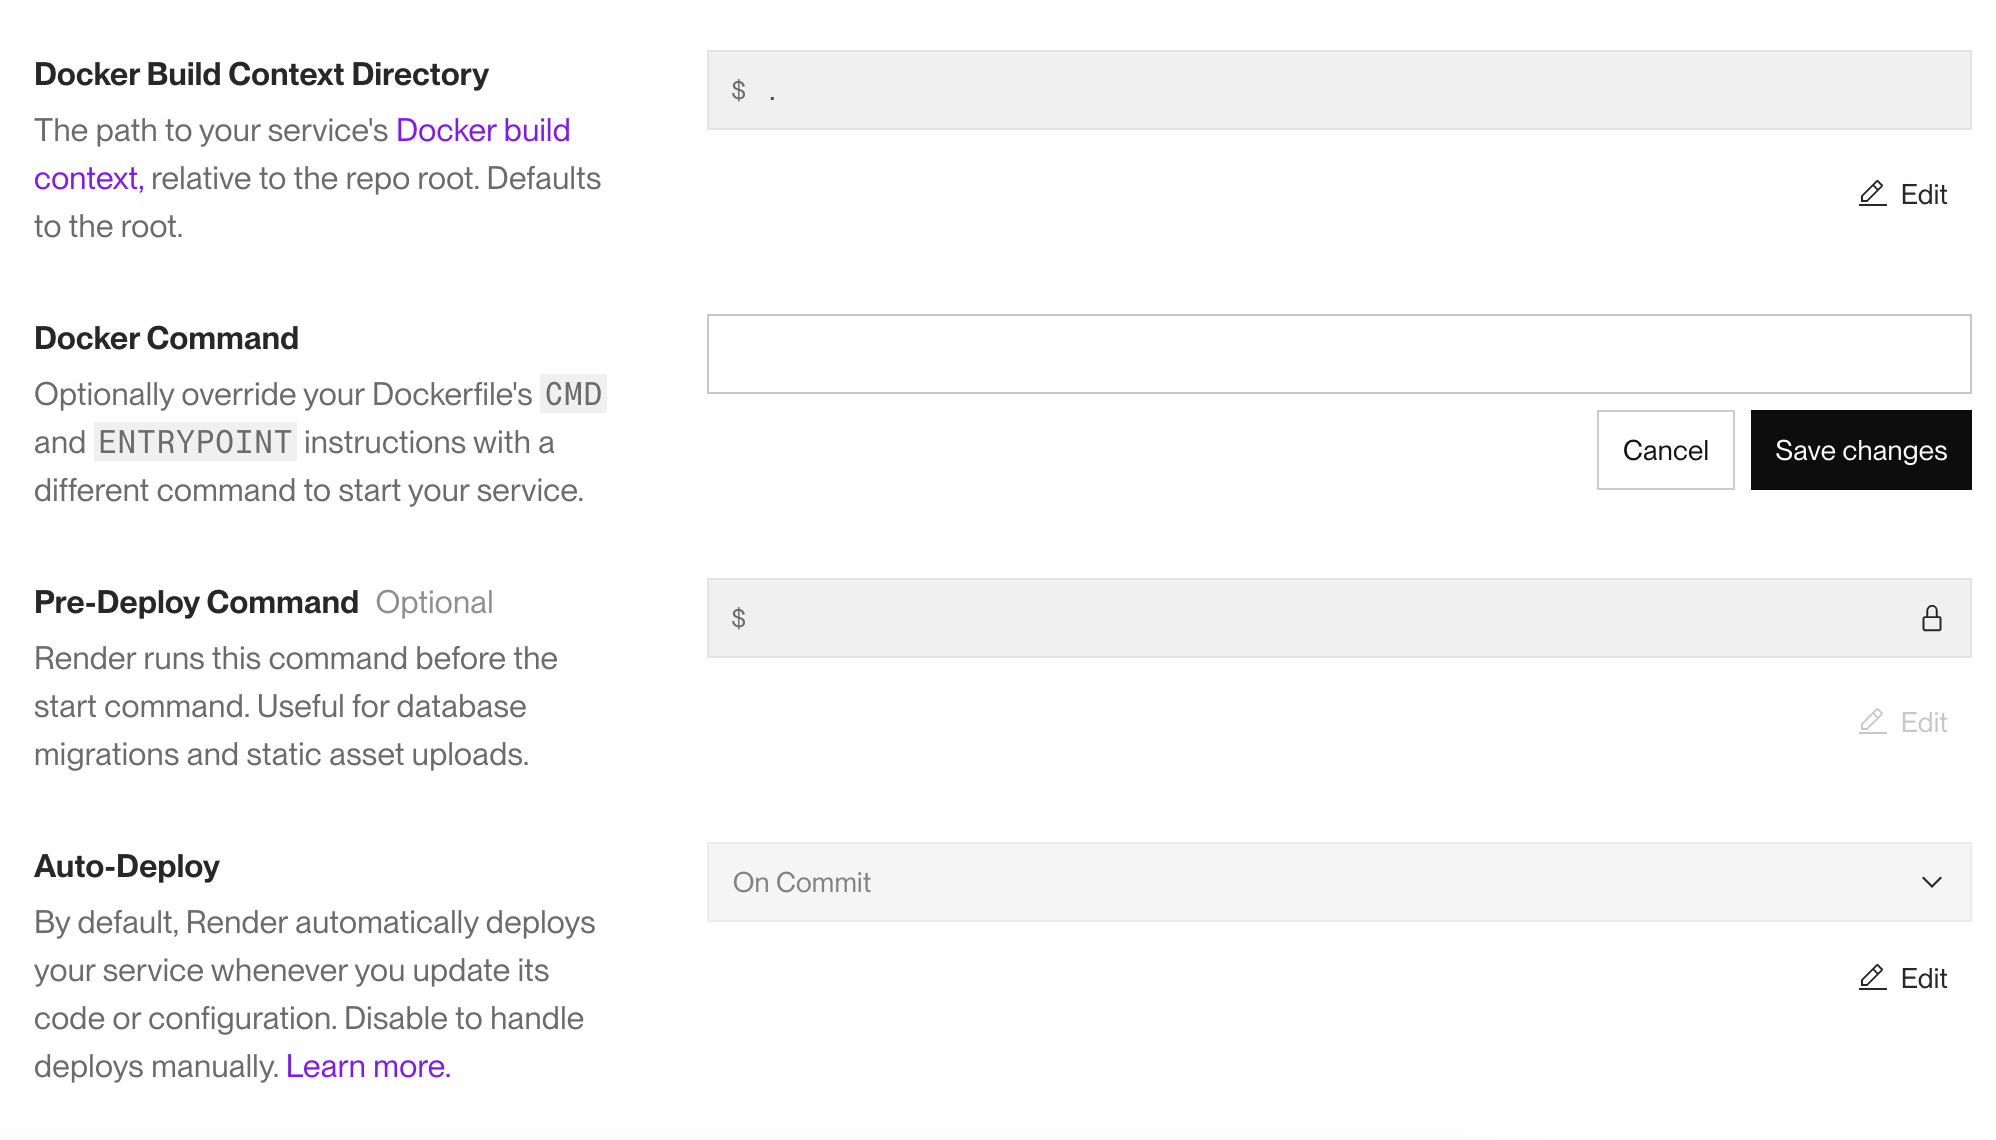 Docker Build Context Directory
The path to your service's Docker build
context, relative to the repo root. Defaults
to the root.
$ .
Edit
Docker Command
Optionally override your Dockerfile's CMD
and ENTRYPOINT instructions with a
different command to start your service.
Cancel
Save changes
Pre-Deploy Command Optional
Render runs this command before the
start command. Useful for database
migrations and static asset uploads.
$
Edit
Auto-Deploy
By default, Render automatically deploys
your service whenever you update its
code or configuration. Disable to handle
deploys manually. Learn more.
On Commit
Edit